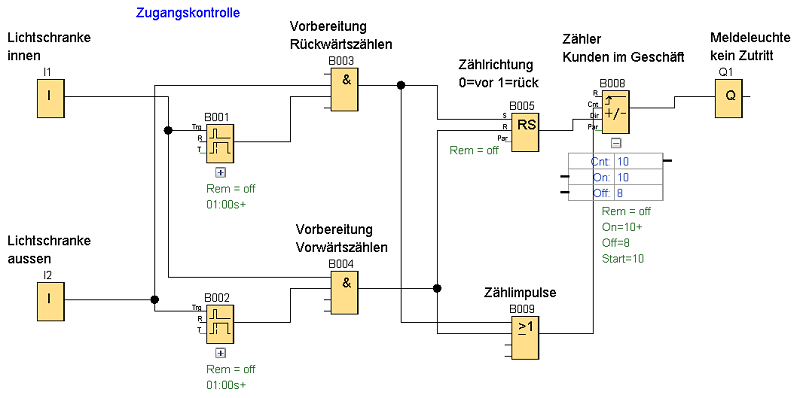 Zugangskontrolle
Lichtschranke
innen
Vorbereitung
Rückwärtszählen
Zählrichtung
0=vor 1=rück
Zähler
Kunden im Geschäft
Meldeleuchte
kein Zutritt
I1
I
B001
Trg
R
T
Rem = off
01:00s+
B003
&
B005
S
R
Par
RS
Rem = off
B008
R
Cnt
Dir
Par
+/-
Q1
Q
Cnt: 10
On: 10
Off: 8
Rem = off
On=10+
Off=8
Start=10
Lichtschranke
aussen
Vorbereitung
Vorwärtszählen
I2
I
B002
Trg
R
T
Rem = off
01:00s+
B004
&
Zählimpulse
B009
≥1